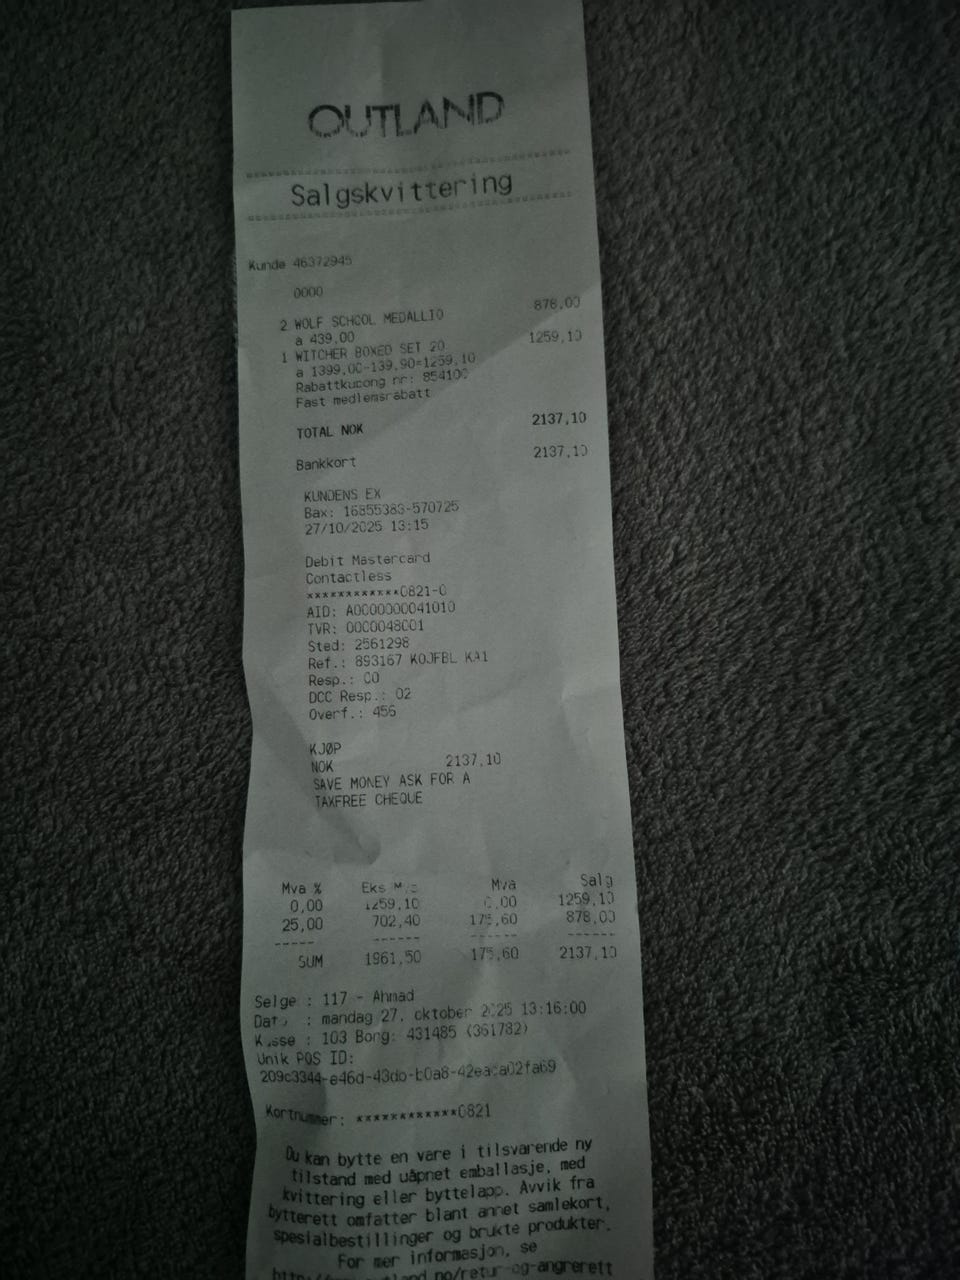 OUTLAND
Salgskvittering
Kunde 46372945
0000
2 WOLF SCHOOL MEDALLIO 878,00
a 439,00
1 WITCHER BOXED SET 20 1259,10
a 1399,00-139,90=1259,10
Rabattkupong nr: 854100
Fast medlemsrabatt
TOTAL NOK 2137,10
Bankkort 2137,10
KUNDENS EX
Bax: 16855383-570725
27/10/2025 13:15
Debit Mastercard
Contactless
************0821-0
AID: A0000000041010
TVR: 0000048001
Sted: 2561298
Ref.: 893167 KOJFBL KA1
Resp.: 00
DCC Resp.: 02
Overf.: 456
KJØP
NOK 2137,10
SAVE MONEY ASK FOR A
TAXFREE CHEQUE
Mva % Eks Mva Mva Salg
0,00 1259,10 0,00 1259,10
25,00 702,40 175,60 878,00
------ ------ ------ ------
SUM 1961,50 175,60 2137,10
Selge : 117 - Ahmad
Dato : mandag 27. oktober 2025 13:16:00
Kasse : 103 Bong: 431485 (361782)
Unik POS ID:
Kortnummer: ************0821
Du kan bytte en vare i tilsvarende ny
tilstand med uåpnet emballasje, med
kvittering eller byttelapp. Avvik fra
bytterett omfatter blant annet samlekort,
spesialbestillinger og brukte produkter.
For mer informasjon, se